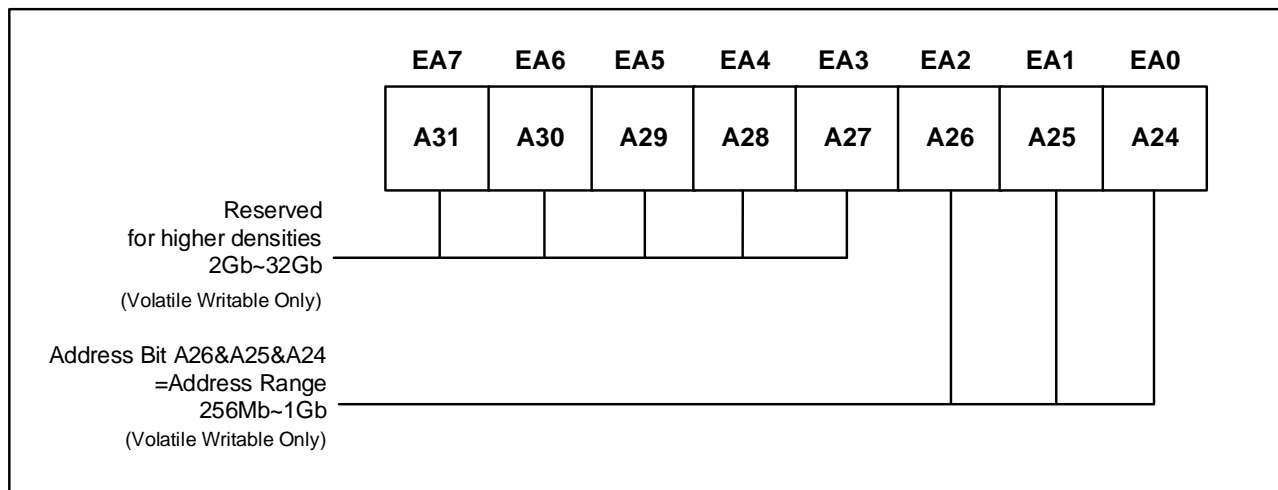 EA7 EA6 EA5 EA4 EA3 EA2 EA1 EA0
A31 A30 A29 A28 A27 A26 A25 A24
Reserved
for higher densities
2Gb~32Gb
(Volatile Writable Only)
Address Bit A26&A25&A24
=Address Range
256Mb~1Gb
(Volatile Writable Only)